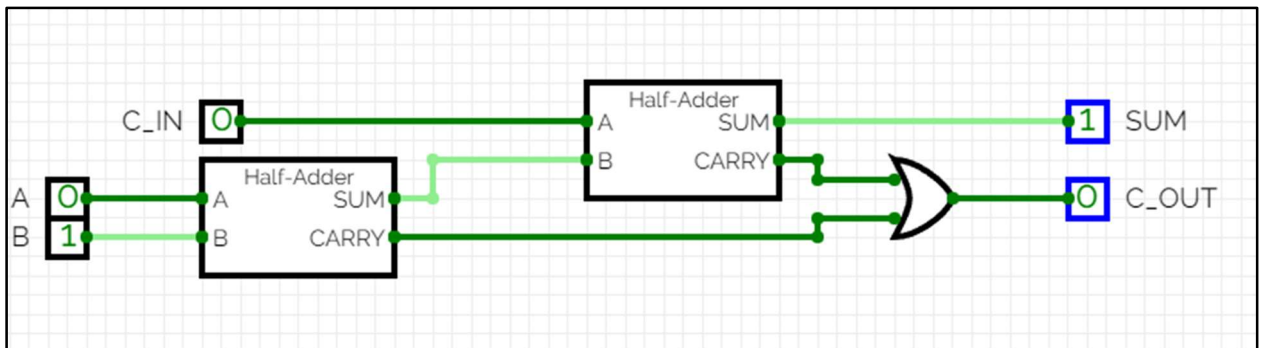 Half-Adder
C_IN 0 A SUM 1 SUM
B CARRY
Half-Adder
A 0 A SUM 0 C_OUT
B 1 B CARRY